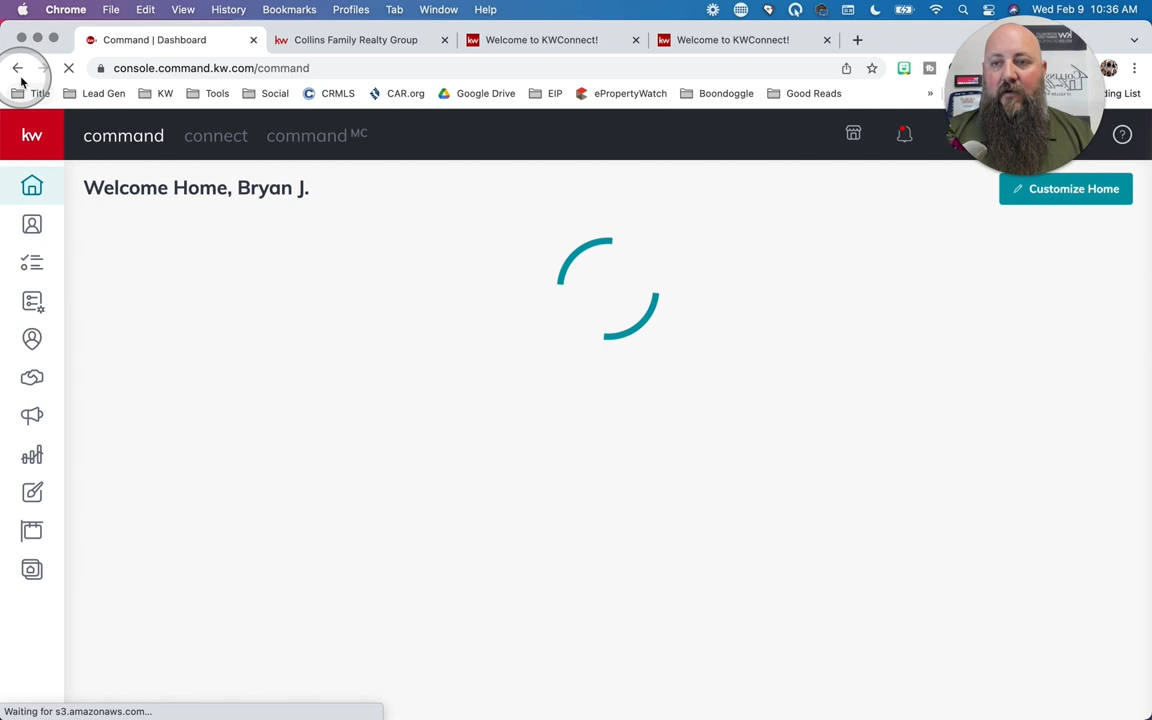 Chrome File Edit View History Bookmarks Profiles Tab Window Help Wed Feb 9 10:36 AM
Command | Dashboard Collins Family Realty Group Welcome to KWConnect! Welcome to KWConnect!
console.command.kw.com/command
Title Lead Gen KW Tools Social CRMLS CAR.org Google Drive EIP ePropertyWatch Boondoggle Good Reads » List
kw command connect command MC
Welcome Home, Bryan J. Customize Home
Waiting for s3.amazonaws.com...